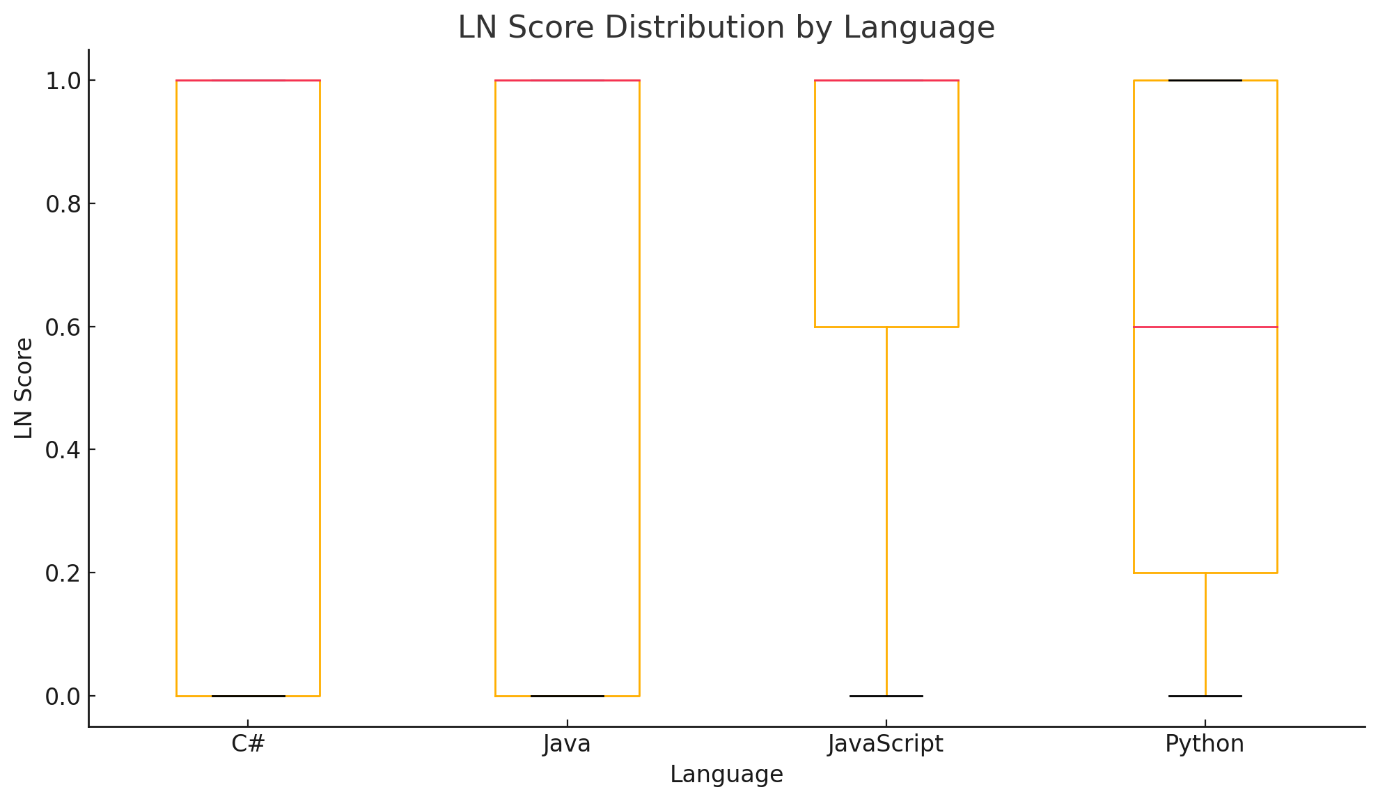 LN Score Distribution by Language
1.0
0.8
0.6
0.4
0.2
0.0
LN Score
C#
Java
JavaScript
Python
Language